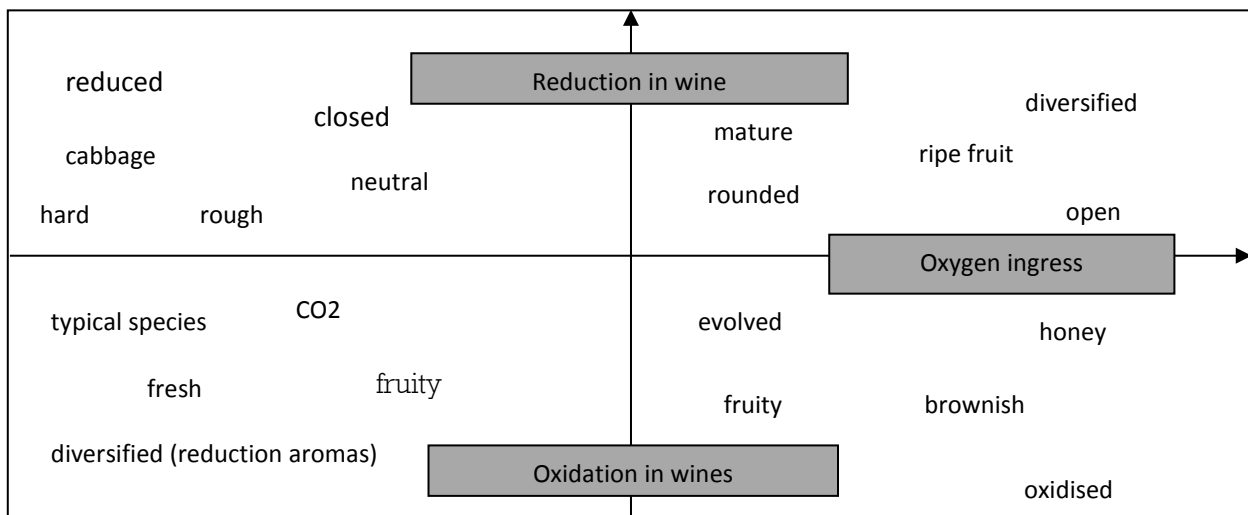 reduced
Reduction in wine
diversified
closed
mature
cabbage
ripe fruit
neutral
rounded
hard
rough
open
Oxygen ingress
typical species
CO2
evolved
honey
fresh
fruity
fruity
brownish
diversified (reduction aromas)
Oxidation in wines
oxidised